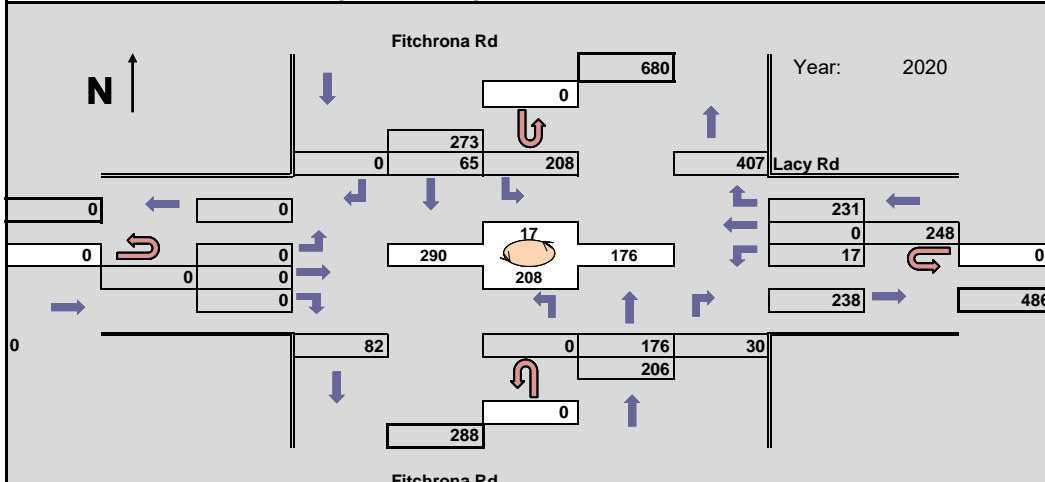 Fitchrona Rd
680
Year: 2020
N
0
273
0 65 208 407 Lacy Rd
0 0 231
17 0 248
0 0 290 176 17 0
0 0 208
0 238 486
0 82 0 176 30
206
0
288
Fitchrona Rd